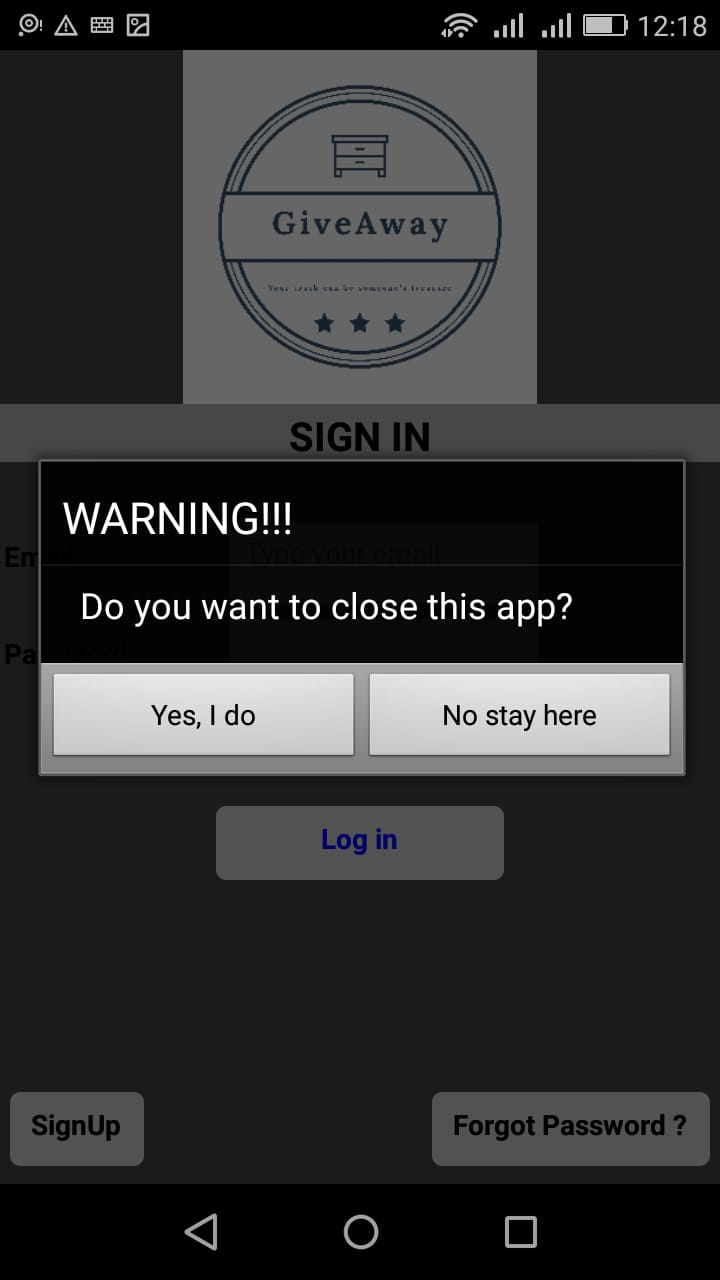 12:18
GiveAway
Your trash can be someone's treasure
SIGN IN
WARNING!!!
Email
Type your email
Do you want to close this app?
Password
Yes, I do
No stay here
Log in
SignUp
Forgot Password ?